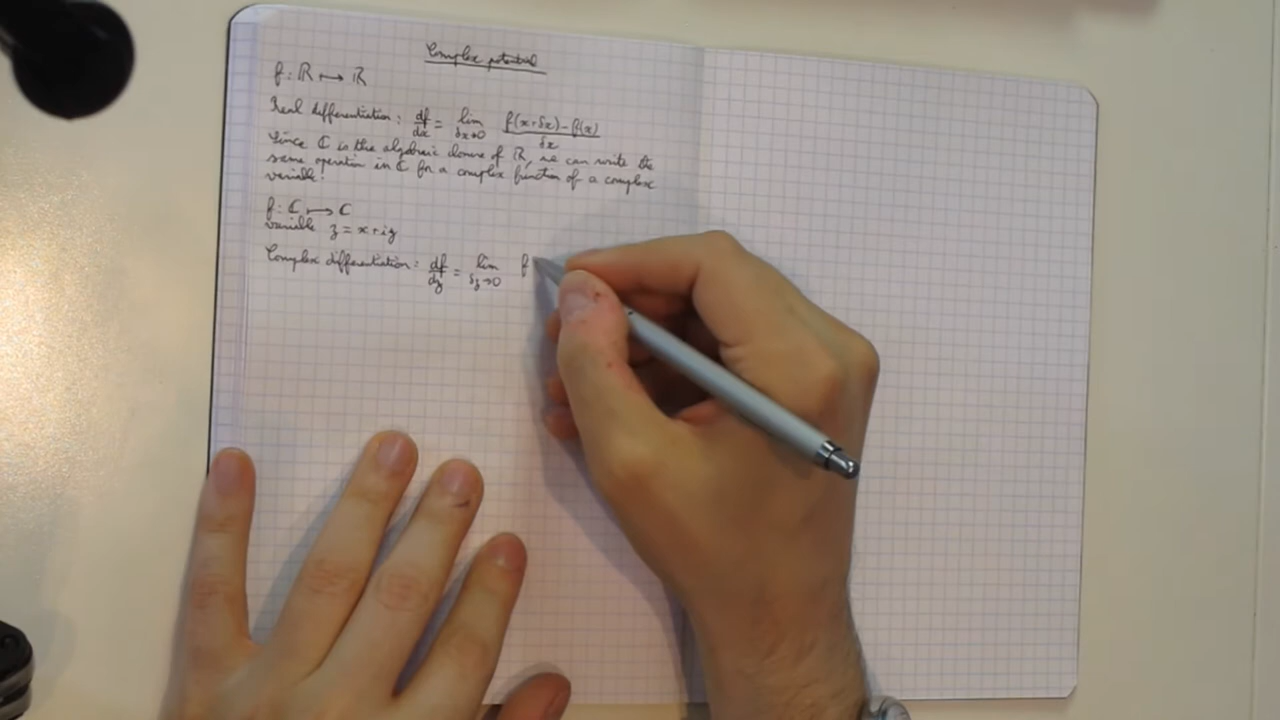 Complex potential
f : ℝ ⟼ ℝ
Real differentiation : df/dx = lim δx→0 f(x+δx)-f(x)/δx
Since ℂ is the algebraic closure of ℝ, we can write the
same operation in ℂ for a complex function of a complex
variable:
f : ℂ ⟼ ℂ
variable z = x+iy
Complex differentiation : df/dz = lim δz→0 f